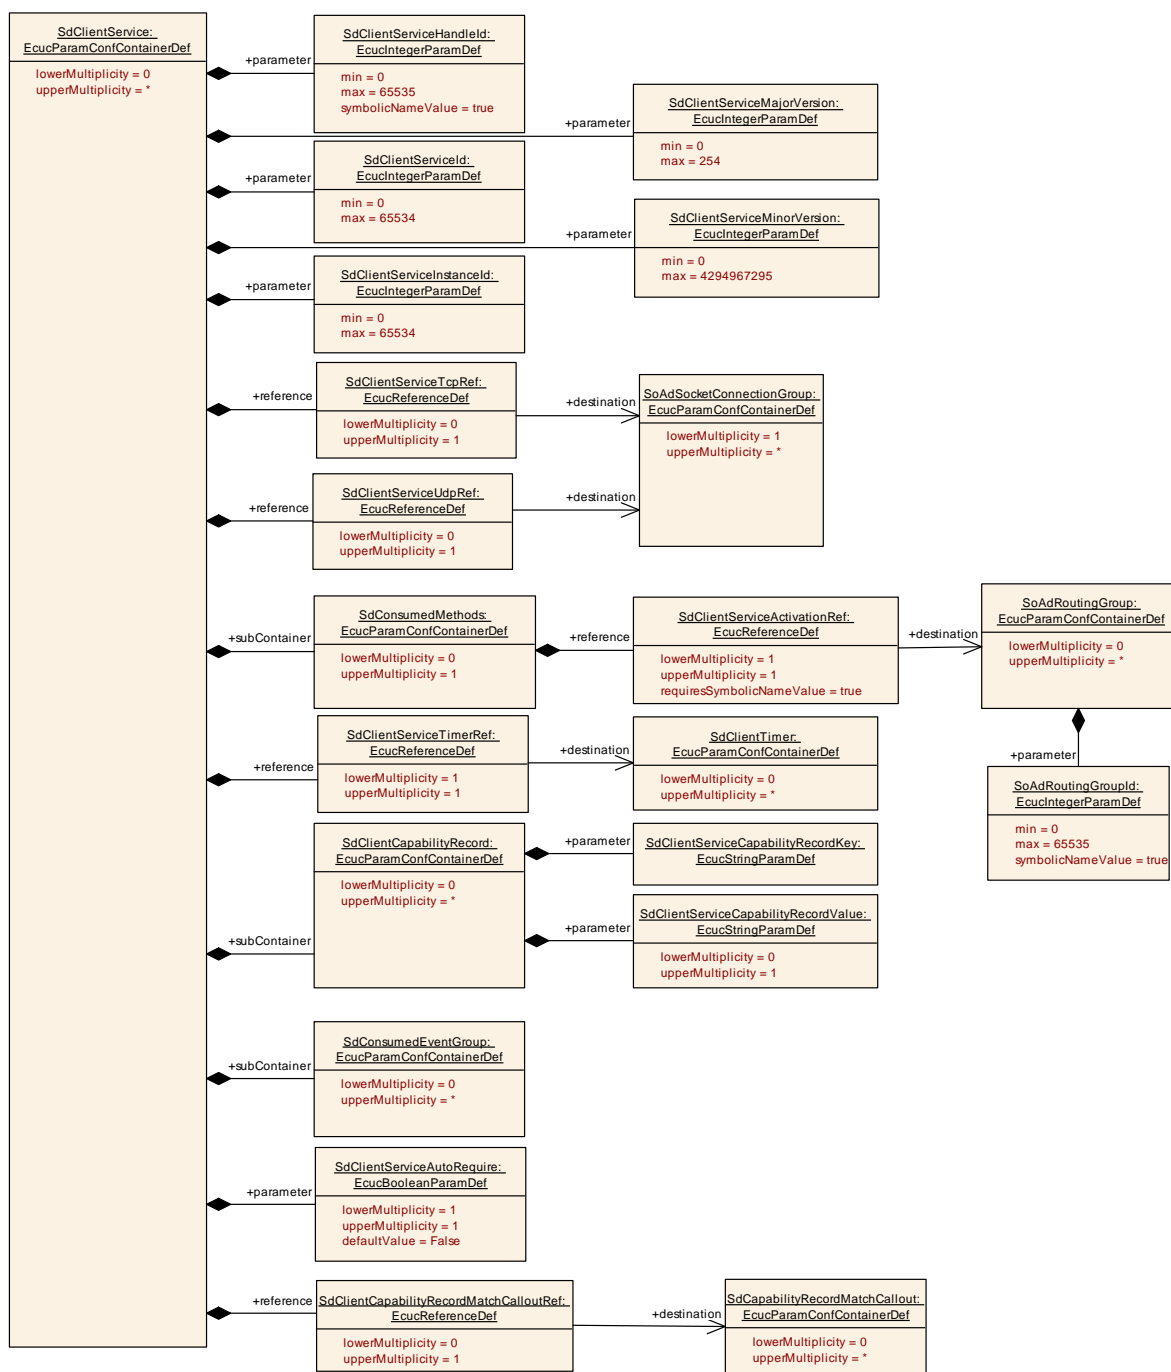 SdClientService:
EcucParamConfContainerDef
lowerMultiplicity = 0
upperMultiplicity = *
+parameter
SdClientServiceHandleId:
EcucIntegerParamDef
min = 0
max = 65535
symbolicNameValue = true
+parameter
SdClientServiceMajorVersion:
EcucIntegerParamDef
min = 0
max = 254
+parameter
SdClientServiceId:
EcucIntegerParamDef
min = 0
max = 65534
+parameter
SdClientServiceMinorVersion:
EcucIntegerParamDef
min = 0
max = 4294967295
+parameter
SdClientServiceInstanceId:
EcucIntegerParamDef
min = 0
max = 65534
+reference
SdClientServiceTcpRef:
EcucReferenceDef
lowerMultiplicity = 0
upperMultiplicity = 1
+destination
SoAdSocketConnectionGroup:
EcucParamConfContainerDef
lowerMultiplicity = 1
upperMultiplicity = *
+reference
SdClientServiceUdpRef:
EcucReferenceDef
lowerMultiplicity = 0
upperMultiplicity = 1
+destination
+subContainer
SdConsumedMethods:
EcucParamConfContainerDef
lowerMultiplicity = 0
upperMultiplicity = 1
+reference
SdClientServiceActivationRef:
EcucReferenceDef
lowerMultiplicity = 1
upperMultiplicity = 1
requiresSymbolicNameValue = true
+destination
SoAdRoutingGroup:
EcucParamConfContainerDef
lowerMultiplicity = 0
upperMultiplicity = *
+parameter
SoAdRoutingGroupId:
EcucIntegerParamDef
min = 0
max = 65535
symbolicNameValue = true
+reference
SdClientServiceTimerRef:
EcucReferenceDef
lowerMultiplicity = 1
upperMultiplicity = 1
+destination
SdClientTimer:
EcucParamConfContainerDef
lowerMultiplicity = 0
upperMultiplicity = *
+subContainer
SdClientCapabilityRecord:
EcucParamConfContainerDef
lowerMultiplicity = 0
upperMultiplicity = *
+parameter
SdClientServiceCapabilityRecordKey:
EcucStringParamDef
+parameter
SdClientServiceCapabilityRecordValue:
EcucStringParamDef
lowerMultiplicity = 0
upperMultiplicity = 1
+subContainer
SdConsumedEventGroup:
EcucParamConfContainerDef
lowerMultiplicity = 0
upperMultiplicity = *
+parameter
SdClientServiceAutoRequire:
EcucBooleanParamDef
lowerMultiplicity = 1
upperMultiplicity = 1
defaultValue = False
+reference
SdClientCapabilityRecordMatchCalloutRef:
EcucReferenceDef
lowerMultiplicity = 0
upperMultiplicity = 1
+destination
SdCapabilityRecordMatchCallout:
EcucParamConfContainerDef
lowerMultiplicity = 0
upperMultiplicity = *